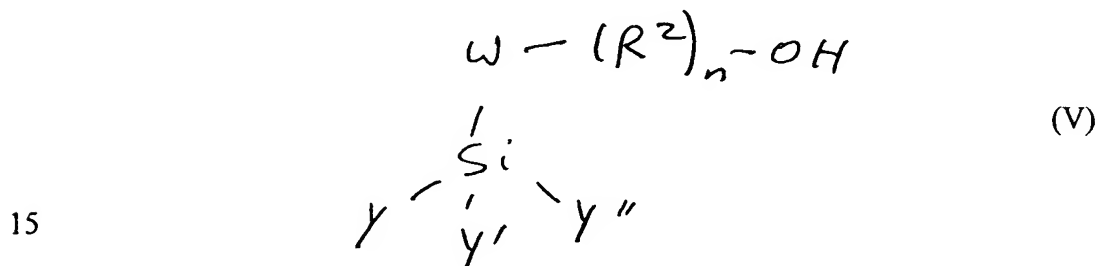 W — (R²)ₙ - OH
(V)
Si
15 Y Y' Y"